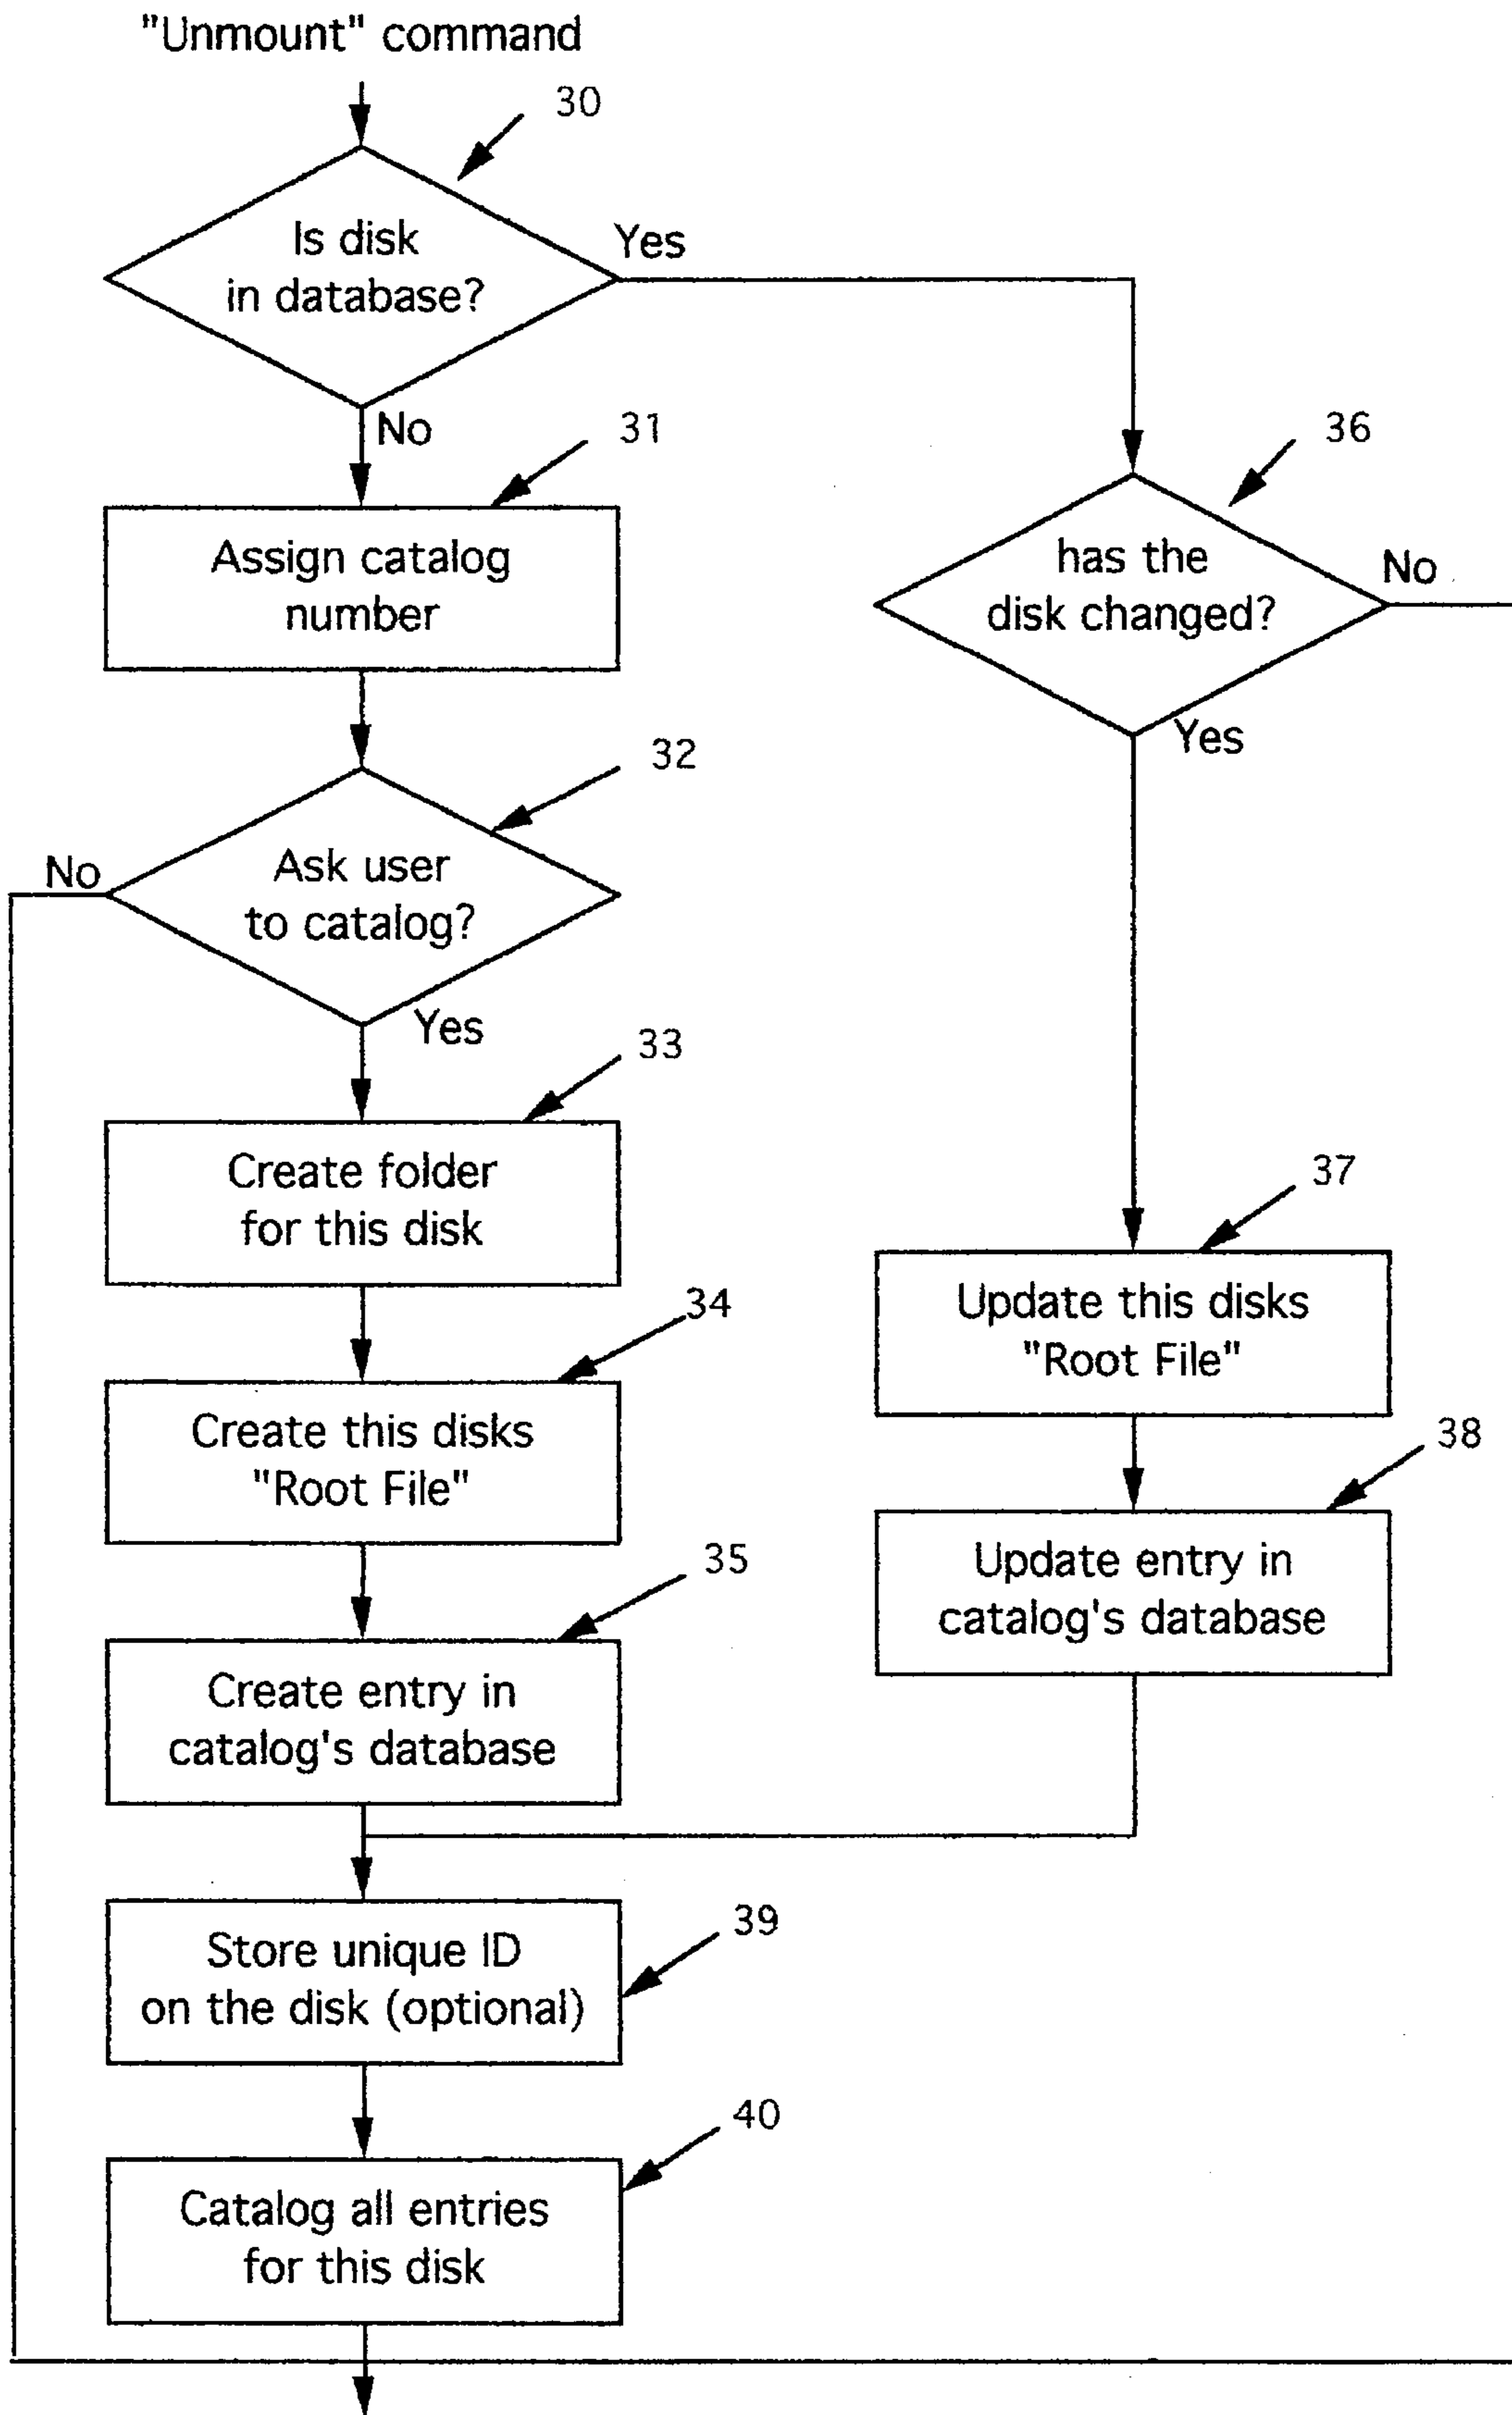 "Unmount" command
30
Is disk
in database?
Yes
No
31
Assign catalog
number
36
has the
disk changed?
No
Yes
32
Ask user
to catalog?
No
Yes
33
Create folder
for this disk
34
Create this disks
"Root File"
37
Update this disks
"Root File"
35
Create entry in
catalog's database
38
Update entry in
catalog's database
39
Store unique ID
on the disk (optional)
40
Catalog all entries
for this disk